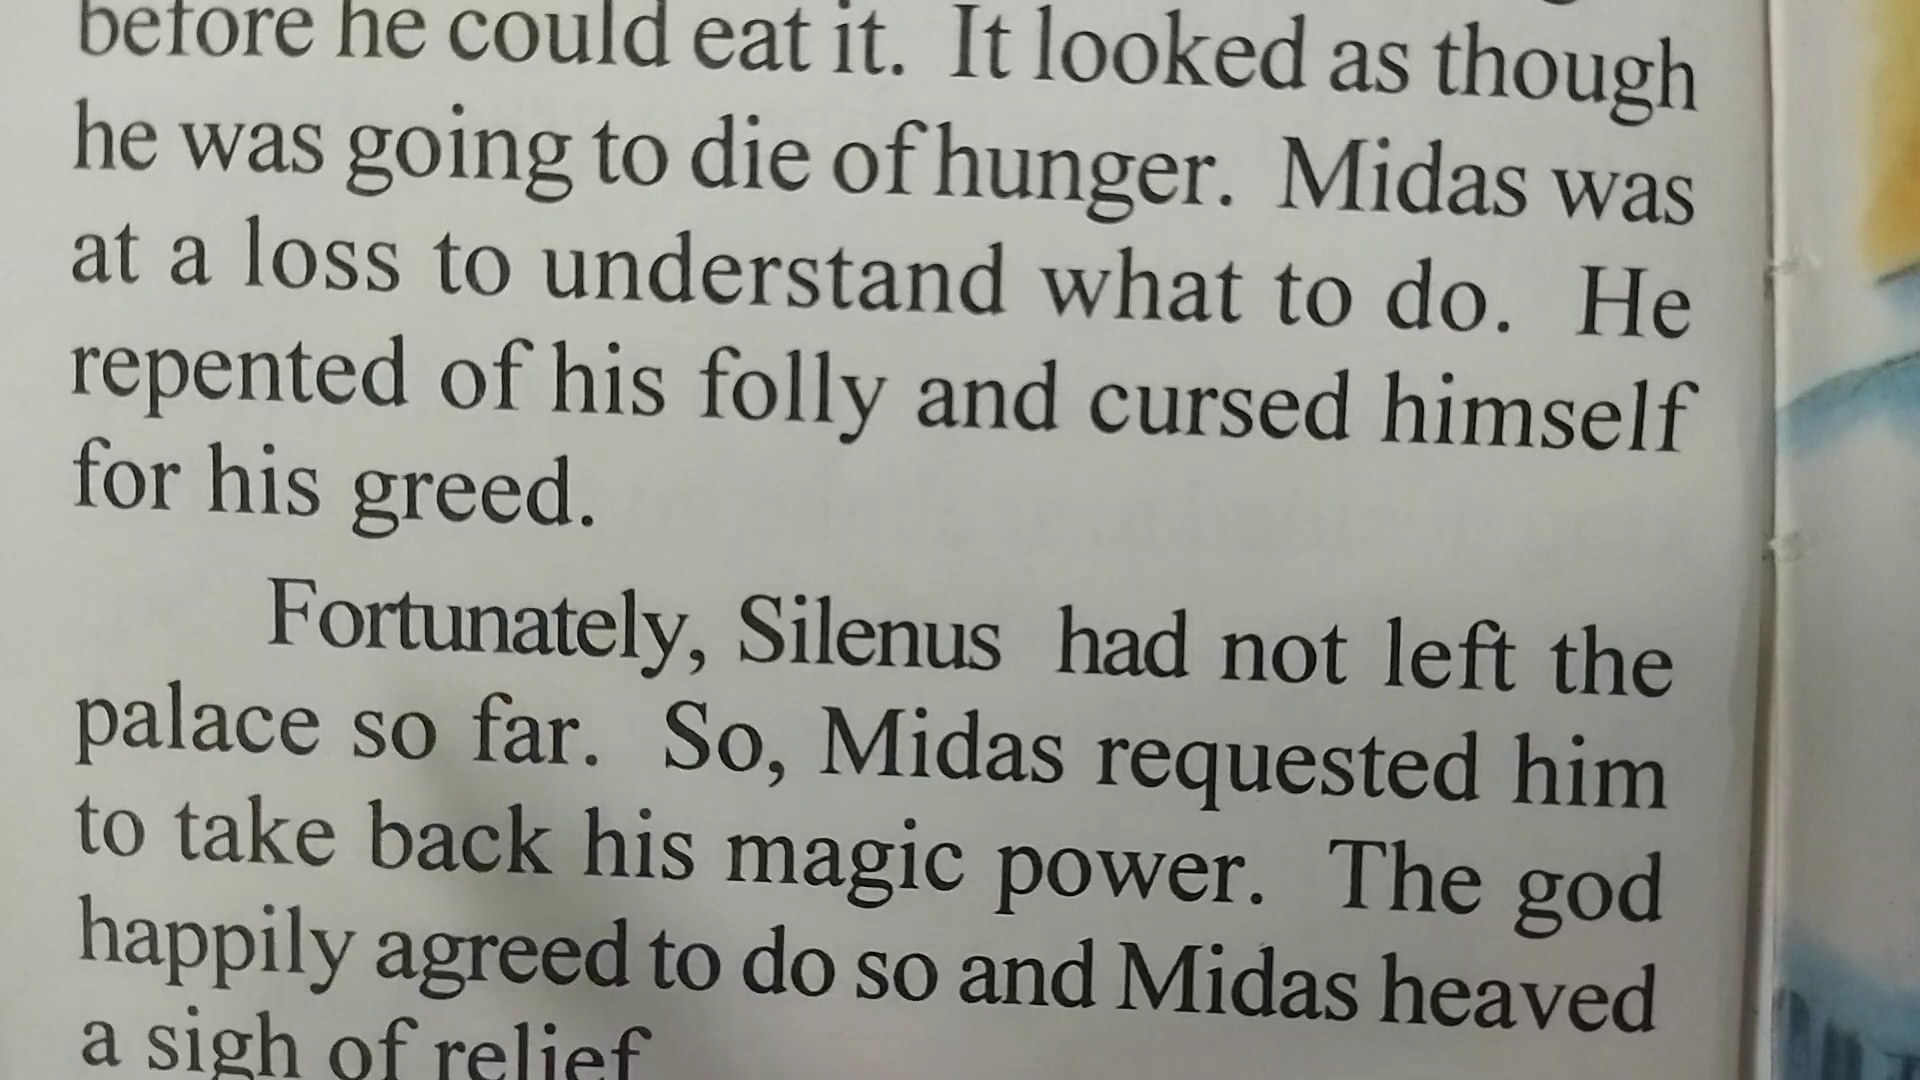 before he could eat it. It looked as though
he was going to die of hunger. Midas was
at a loss to understand what to do. He
repented of his folly and cursed himself
for his greed.
Fortunately, Silenus had not left the
palace so far. So, Midas requested him
to take back his magic power. The god
happily agreed to do so and Midas heaved
a sigh of relief